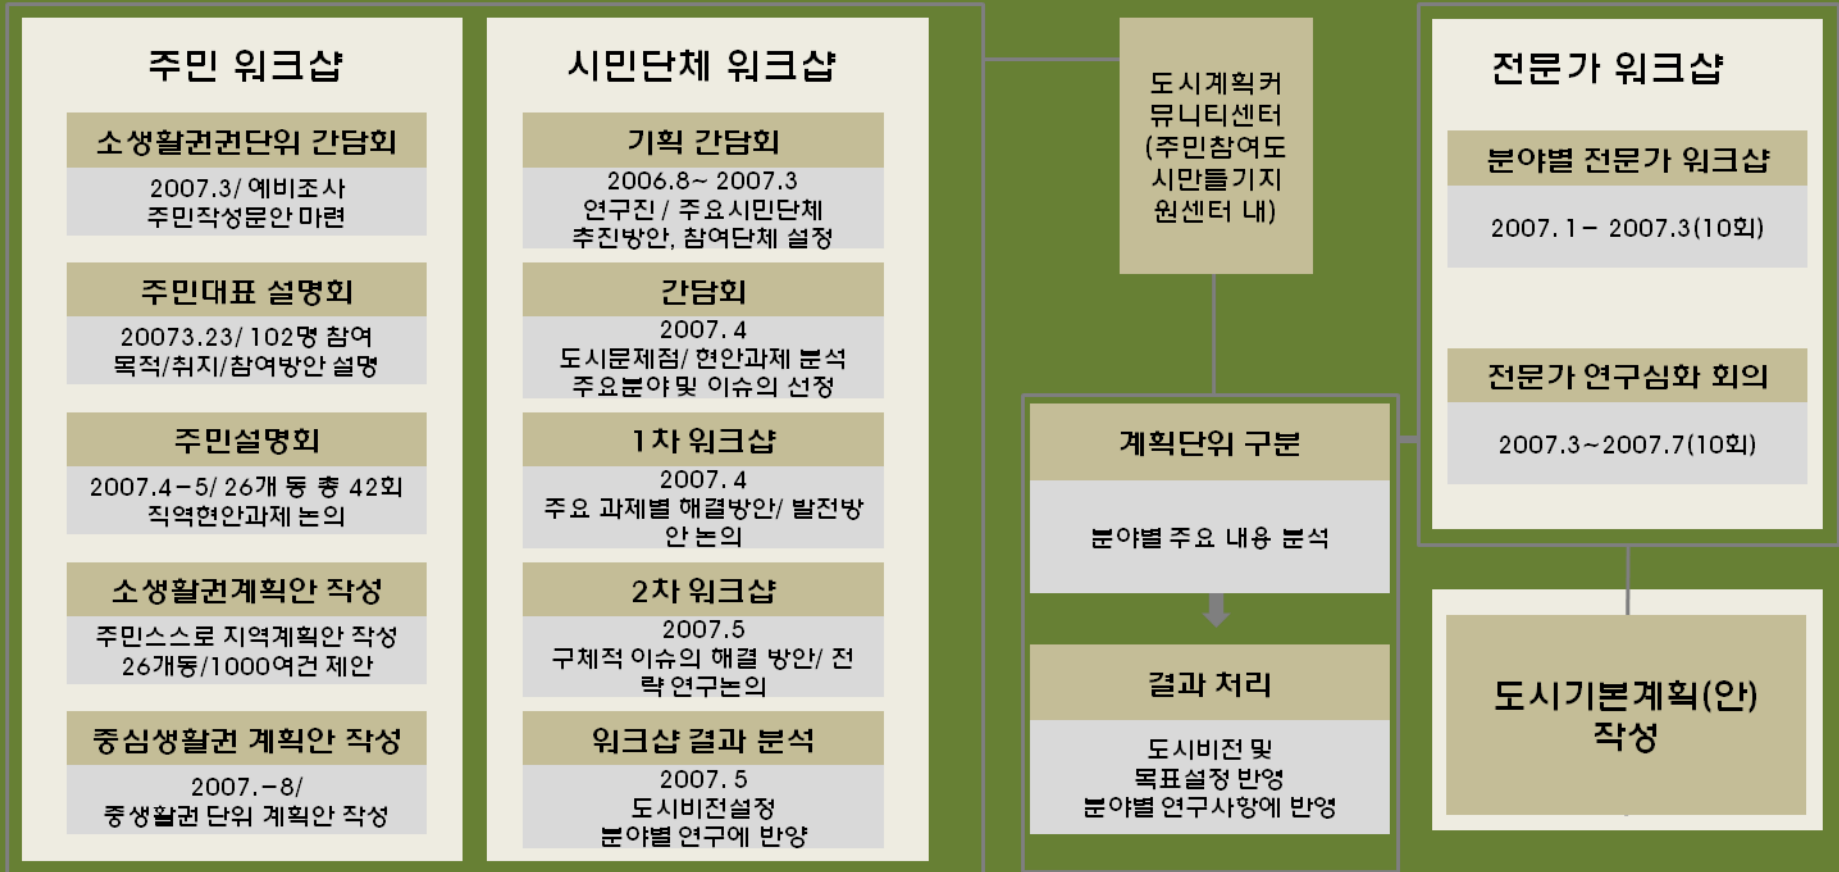 주민 워크샵
소생활권권단위 간담회
2007.3/ 예비조사
주민작성문안 마련
주민대표 설명회
20073.23/ 102명 참여
목적/취지/참여방안 설명
주민설명회
2007.4-5/ 26개 동 총 42회
직역현안과제 논의
소생활권계획안 작성
주민스스로 지역계획안 작성
26개동/1000여건 제안
중심생활권 계획안 작성
2007.-8/
중생활권 단위 계획안 작성
시민단체 워크샵
기획 간담회
2006.8~ 2007.3
연구진 / 주요시민단체
추진방안, 참여단체 설정
간담회
2007. 4
도시문제점/ 현안과제 분석
주요분야 및 이슈의 선정
1차 워크샵
2007. 4
주요 과제별 해결방안/ 발전방
안 논의
2차 워크샵
2007.5
구체적 이슈의 해결 방안/ 전
략 연구논의
워크샵 결과 분석
2007. 5
도시비전설정
분야별 연구에 반양
도시계획커
뮤니티센터
(주민참여도
시만들기지
원센터 내)
계획단위 구분
분야별 주요 내용 분석
결과 처리
도시비전 및
목표설정 반영
분야별 연구사항에 반영
전문가 워크샵
분야별 전문가 워크샵
2007. 1- 2007.3(10회)
전문가 연구심화 회의
2007.3~2007.7(10회)
도시기본계획(안)
작성